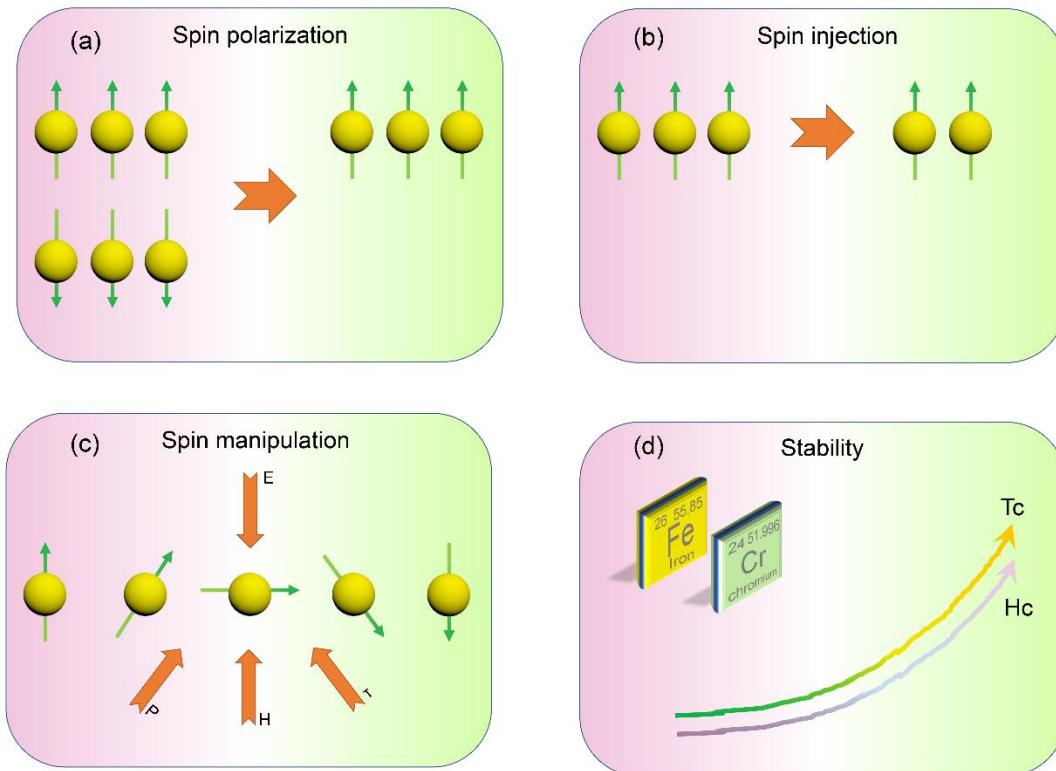 (a) Spin polarization
(b) Spin injection
(c) Spin manipulation
E
P
H
T
(d) Stability
26 55.85
Fe
Iron
24 51.996
Cr
chromium
Tc
Hc